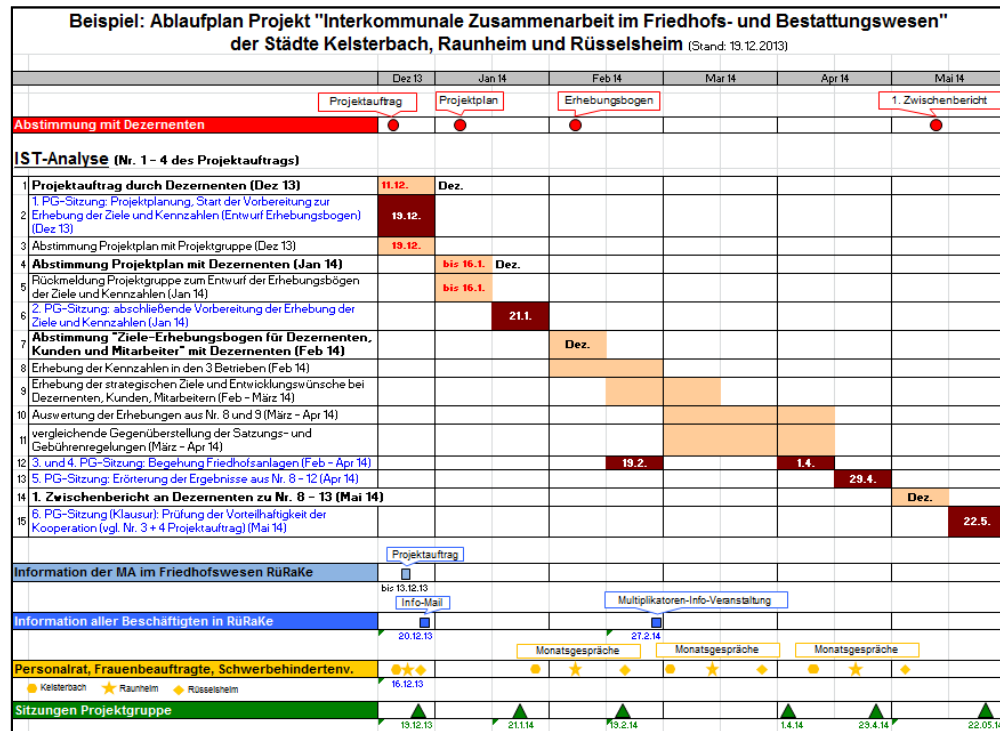 Beispiel: Ablaufplan Projekt "Interkommunale Zusammenarbeit im Friedhofs- und Bestattungswesen"
der Städte Kelsterbach, Raunheim und Rüsselsheim (Stand: 19.12.2013)
Dez 13 Jan 14 Feb 14 Mar 14 Apr 14 Mai 14
Projektauftrag Projektplan Erhebungsbogen 1. Zwischenbericht
Abstimmung mit Dezernenten
IST-Analyse (Nr. 1 - 4 des Projektauftrags)
1 Projektauftrag durch Dezernenten (Dez 13) 11.12. Dez.
1. PG-Sitzung: Projektplanung, Start der Vorbereitung zur
2 Erhebung der Ziele und Kennzahlen (Entwurf Erhebungsbogen) 19.12.
(Dez 13)
3 Abstimmung Projektplan mit Projektgruppe (Dez 13) 19.12.
4 Abstimmung Projektplan mit Dezernenten (Jan 14) bis 16.1. Dez.
5 Rückmeldung Projektgruppe zum Entwurf der Erhebungsbögen
der Ziele und Kennzahlen (Jan 14) bis 16.1.
6 2. PG-Sitzung: abschließende Vorbereitung der Erhebung der
Ziele und Kennzahlen (Jan 14) 21.1.
7 Abstimmung "Ziele-Erhebungsbogen für Dezernenten,
Kunden und Mitarbeiter" mit Dezernenten (Feb 14) Dez.
8 Erhebung der Kennzahlen in den 3 Betrieben (Feb 14)
9 Erhebung der strategischen Ziele und Entwicklungswünsche bei
Dezernenten, Kunden, Mitarbeitern (Feb - März 14)
10 Auswertung der Erhebungen aus Nr. 8 und 9 (März - Apr 14)
11 vergleichende Gegenüberstellung der Satzungs- und
Gebührenregelungen (März - Apr 14)
12 3. und 4. PG-Sitzung: Begehung Friedhofsanlagen (Feb - Apr 14) 19.2. 1.4.
13 5. PG-Sitzung: Erörterung der Ergebnisse aus Nr. 8 - 12 (Apr 14) 29.4.
14 1. Zwischenbericht an Dezernenten zu Nr. 8 - 13 (Mai 14) Dez.
15 6. PG-Sitzung (Klausur): Prüfung der Vorteilhaftigkeit der
Kooperation (vgl. Nr. 3 + 4 Projektauftrag) (Mai 14) 22.5.
Projektauftrag
Information der MA im Friedhofswesen RüRaKe
bis 13.12.13
Info-Mail Multiplikatoren-Info-Veranstaltung
Information aller Beschäftigten in RüRaKe
20.12.13 27.2.14
Monatsgespräche Monatsgespräche Monatsgespräche
Personalrat, Frauenbeauftragte, Schwerbehindertenv.
16.12.13
Kelsterbach Raunheim Rüsselsheim
Sitzungen Projektgruppe
19.12.13 21.1.14 19.2.14 1.4.14 29.4.14 22.05.14